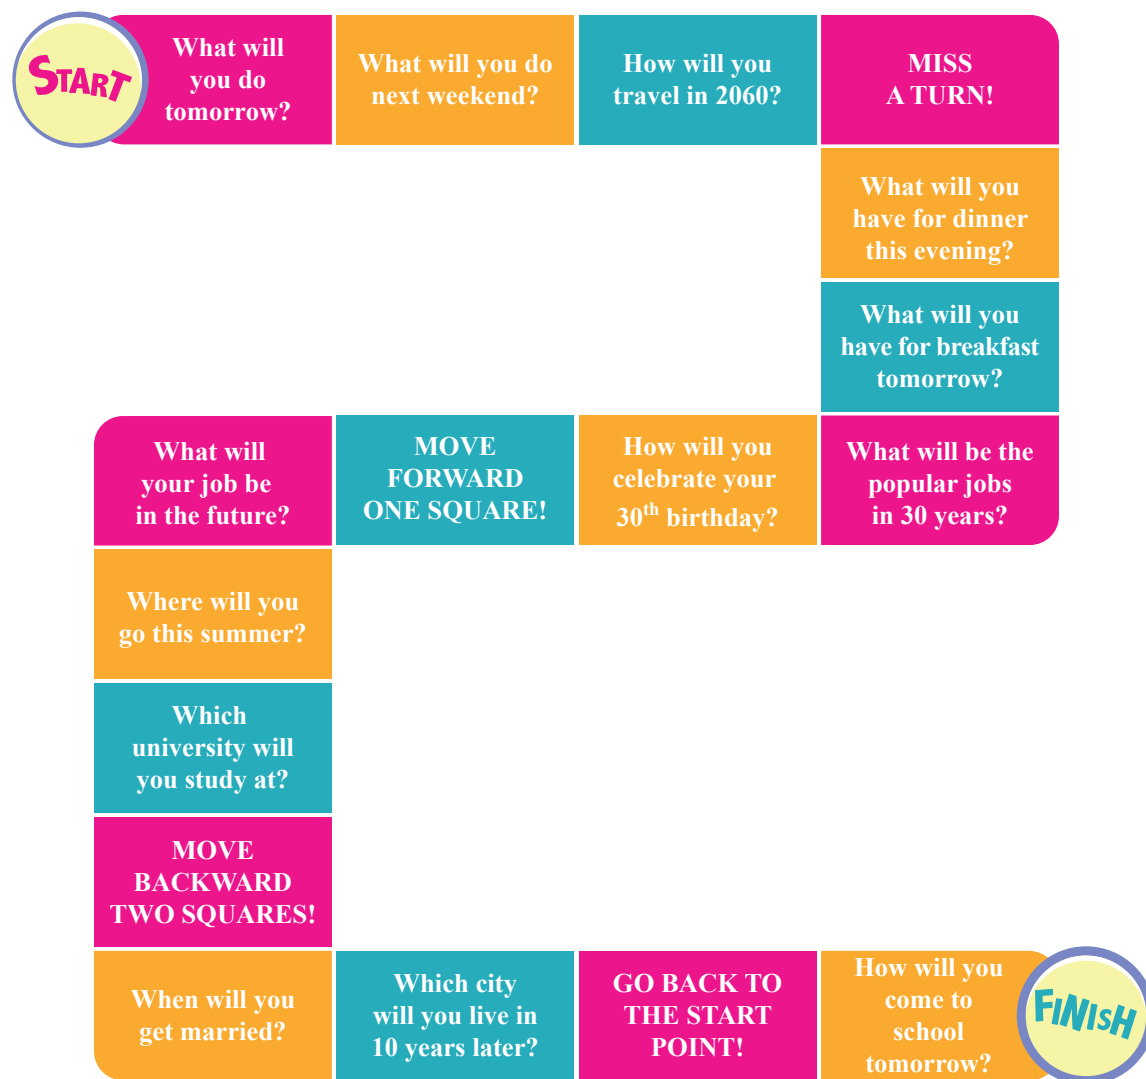 START
What will
you do
tomorrow?
What will you do
next weekend?
How will you
travel in 2060?
MISS
A TURN!
What will you
have for dinner
this evening?
What will you
have for breakfast
tomorrow?
What will be the
popular jobs
in 30 years?
How will you
celebrate your
30th birthday?
MOVE
FORWARD
ONE SQUARE!
What will
your job be
in the future?
Where will you
go this summer?
Which
university will
you study at?
MOVE
BACKWARD
TWO SQUARES!
When will you
get married?
Which city
will you live in
10 years later?
GO BACK TO
THE START
POINT!
How will you
come to
school
tomorrow?
FINISH